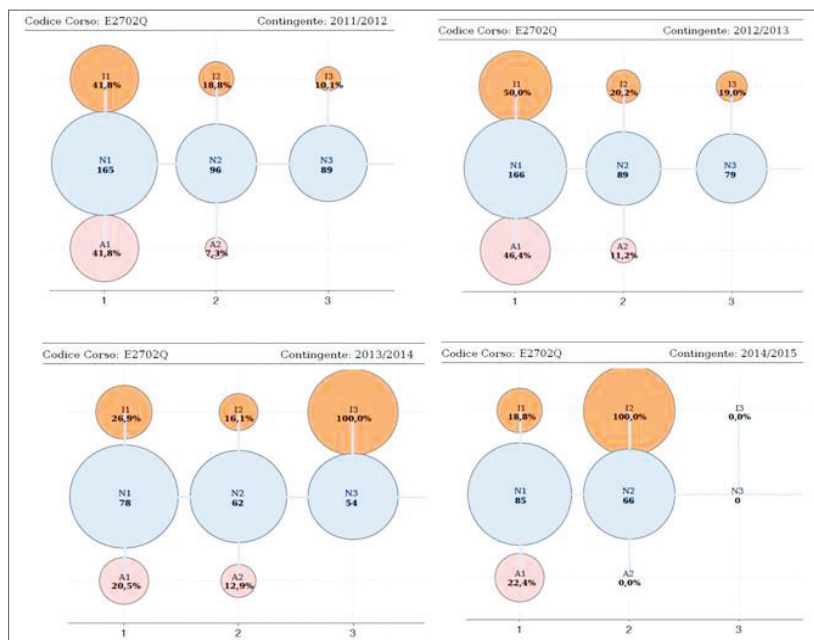 Codice Corso: E2702Q Contingente: 2011/2012
I1 I2 I3
41,8% 18,8% 10,1%
N1 N2 N3
165 96 89
A1 A2
41,8% 7,3%
1 2 3
Codice Corso: E2702Q Contingente: 2012/2013
I1 I2 I3
50,0% 20,2% 19,0%
N1 N2 N3
166 89 79
A1 A2
46,4% 11,2%
1 2 3
Codice Corso: E2702Q Contingente: 2013/2014
I1 I2 I3
26,9% 16,1% 100,0%
N1 N2 N3
78 62 54
A1 A2
20,5% 12,9%
1 2 3
Codice Corso: E2702Q Contingente: 2014/2015
I1 I2 I3
18,8% 100,0% 0,0%
N1 N2 N3
85 66 0
A1 A2
22,4% 0,0%
1 2 3